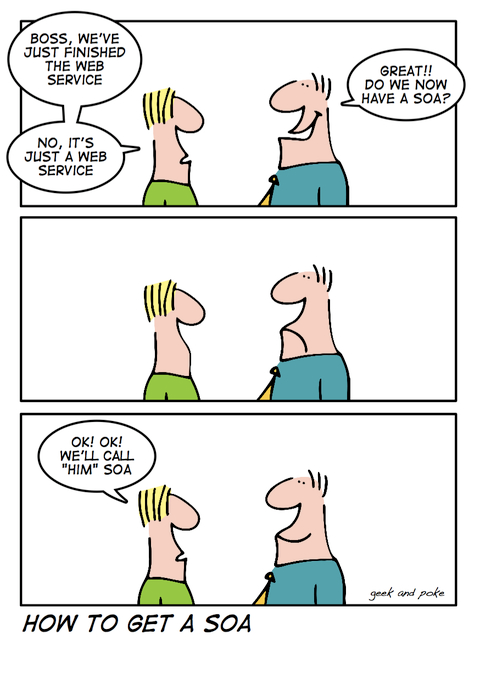 BOSS, WE'VE
JUST FINISHED
THE WEB
SERVICE
GREAT!!
DO WE NOW
HAVE A SOA?
NO, IT'S
JUST A WEB
SERVICE
OK! OK!
WE'LL CALL
"HIM" SOA
geek and poke
HOW TO GET A SOA